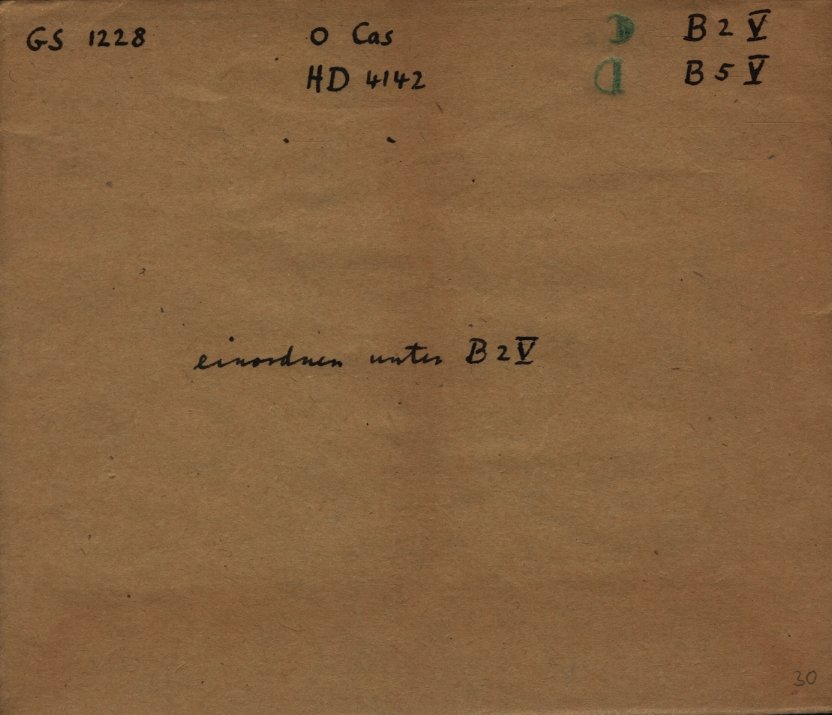 GS 1228 o Cas B 2 V
HD 4142 B 5 V
einordnen unter B 2 V
30